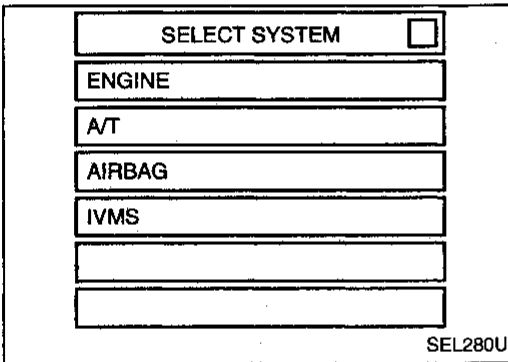 SELECT SYSTEM
ENGINE
A/T
AIRBAG
IVMS
SEL280U